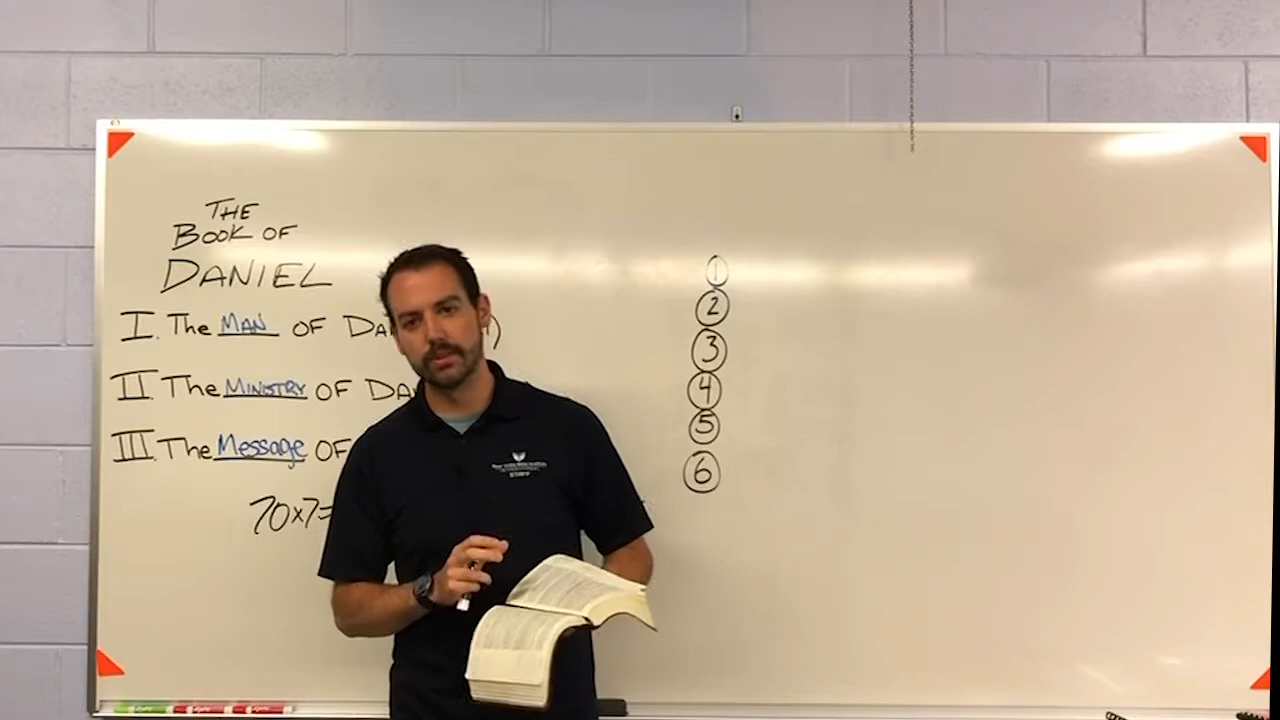 THE
BOOK OF
DANIEL
I. The MAN OF DA )
II The MINISTRY OF DA
III. The Message OF
70x7=
1
2
3
4
5
6